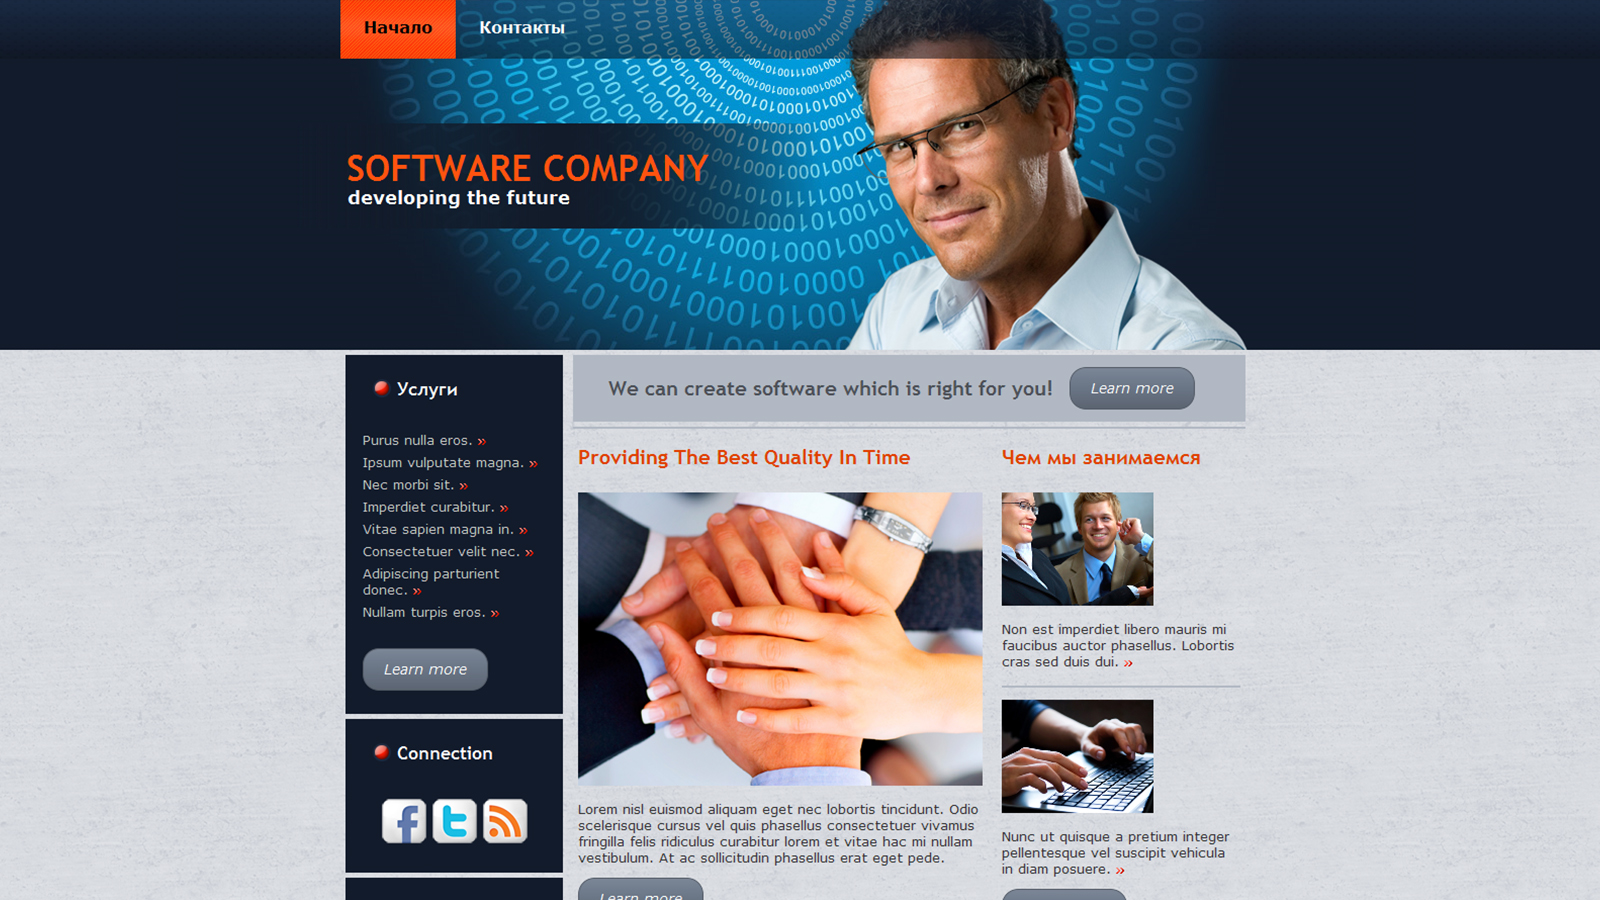 Начало
Контакты
SOFTWARE COMPANY
developing the future
Услуги
Purus nulla eros. »
Ipsum vulputate magna. »
Nec morbi sit. »
Imperdiet curabitur. »
Vitae sapien magna in. »
Consectetuer velit nec. »
Adipiscing parturient
donec. »
Nullam turpis eros. »
Learn more
Connection
We can create software which is right for you!
Learn more
Providing The Best Quality In Time
Lorem nisl euismod aliquam eget nec lobortis tincidunt. Odio
scelerisque cursus vel quis phasellus consectetuer vivamus
fringilla felis ridiculus curabitur lorem et vitae hac mi nullam
vestibulum. At ac sollicitudin phasellus erat eget pede.
Learn more
Чем мы занимаемся
Non est imperdiet libero mauris mi
faucibus auctor phasellus. Lobortis
cras sed duis dui. »
Nunc ut quisque a pretium integer
pellentesque vel suscipit vehicula
in diam posuere. »